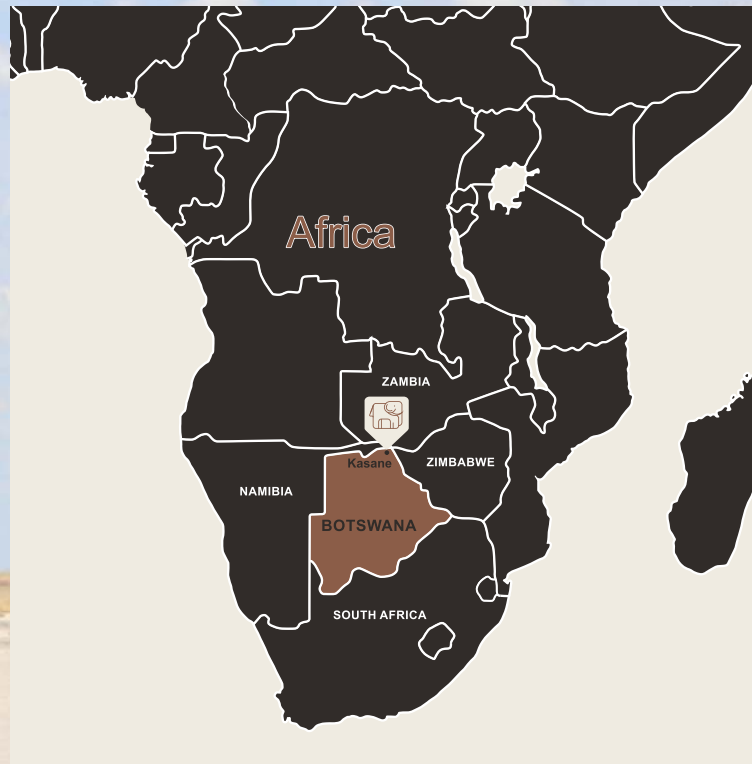 Africa
ZAMBIA
Kasane
ZIMBABWE
NAMIBIA
BOTSWANA
SOUTH AFRICA